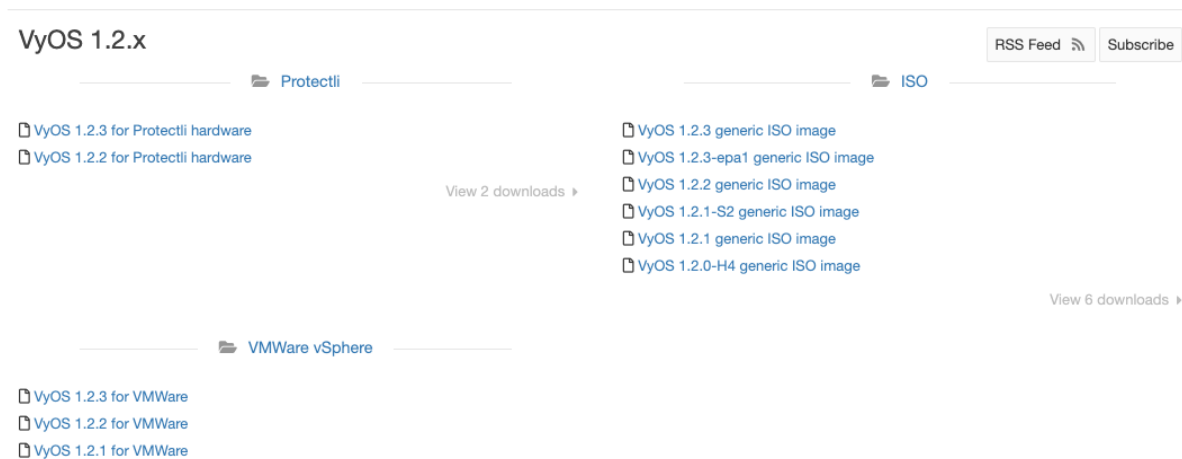 VyOS 1.2.x
RSS Feed
Subscribe
Protectli
VyOS 1.2.3 for Protectli hardware
VyOS 1.2.2 for Protectli hardware
View 2 downloads
ISO
VyOS 1.2.3 generic ISO image
VyOS 1.2.3-epa1 generic ISO image
VyOS 1.2.2 generic ISO image
VyOS 1.2.1-S2 generic ISO image
VyOS 1.2.1 generic ISO image
VyOS 1.2.0-H4 generic ISO image
View 6 downloads
VMWare vSphere
VyOS 1.2.3 for VMWare
VyOS 1.2.2 for VMWare
VyOS 1.2.1 for VMWare